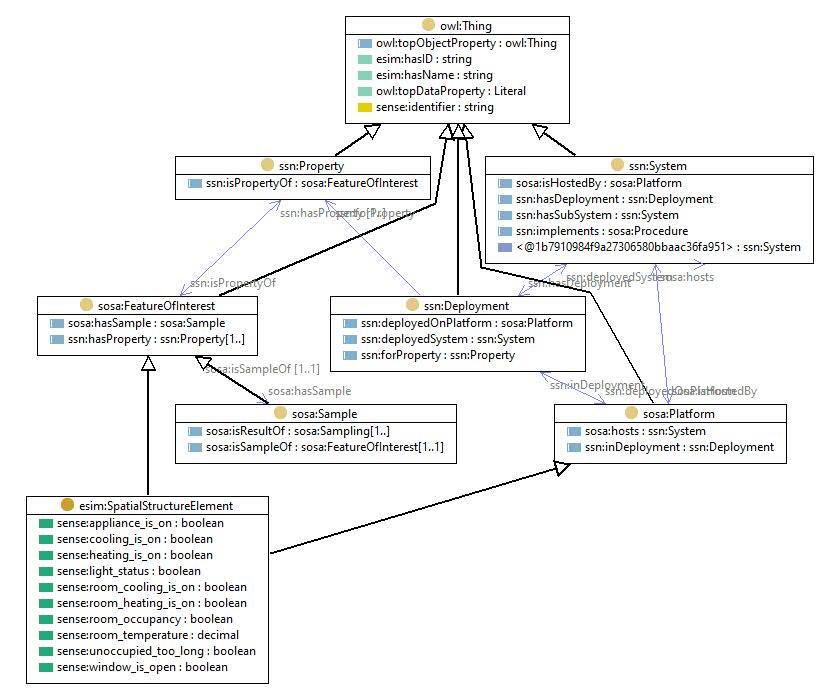 owl:Thing
owl:topObjectProperty : owl:Thing
esim:hasID : string
esim:hasName : string
owl:topDataProperty : Literal
sense:identifier : string
ssn:Property
ssn:isPropertyOf : sosa:FeatureOfInterest
ssn:System
sosa:isHostedBy : sosa:Platform
ssn:hasDeployment : ssn:Deployment
ssn:hasSubSystem : ssn:System
ssn:implements : sosa:Procedure
<@1b7910984f9a27306580bbaac36fa951> : ssn:System
ssn:hasProperty [1..]
ssn:forProperty
ssn:isPropertyOf
ssn:deployedSystem
sosa:hosts
ssn:hasDeployment
sosa:FeatureOfInterest
sosa:hasSample : sosa:Sample
ssn:hasProperty : ssn:Property[1..]
ssn:Deployment
ssn:deployedOnPlatform : sosa:Platform
ssn:deployedSystem : ssn:System
ssn:forProperty : ssn:Property
sosa:isSampleOf [1..1]
sosa:hasSample
ssn:inDeployment
ssn:deployedOnPlatform
sosa:isHostedBy
sosa:Sample
sosa:isResultOf : sosa:Sampling[1..]
sosa:isSampleOf : sosa:FeatureOfInterest[1..1]
sosa:Platform
sosa:hosts : ssn:System
ssn:inDeployment : ssn:Deployment
esim:SpatialStructureElement
sense:appliance_is_on : boolean
sense:cooling_is_on : boolean
sense:heating_is_on : boolean
sense:light_status : boolean
sense:room_cooling_is_on : boolean
sense:room_heating_is_on : boolean
sense:room_occupancy : boolean
sense:room_temperature : decimal
sense:unoccupied_too_long : boolean
sense:window_is_open : boolean